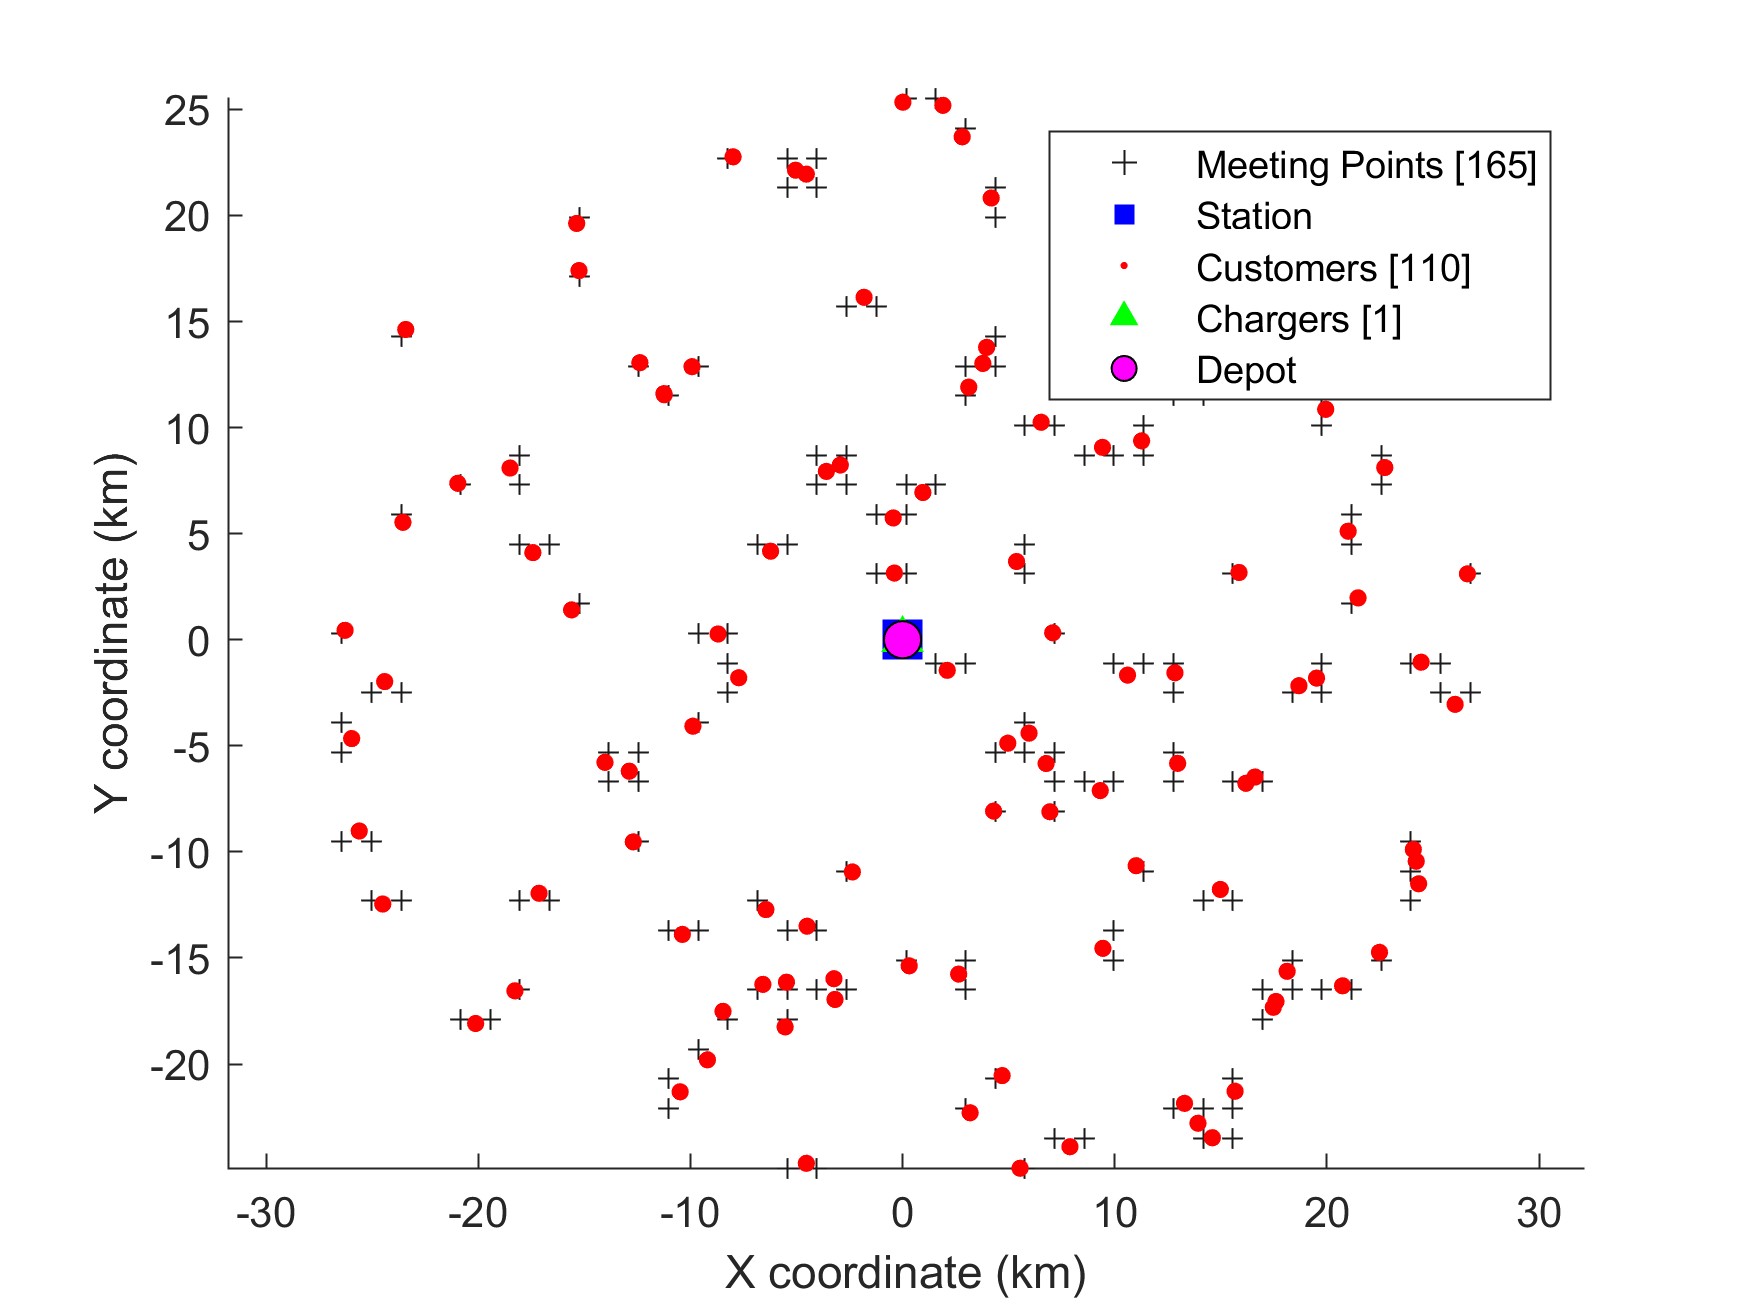 25
20
15
10
5
0
-5
-10
-15
-20
Y coordinate (km)
Meeting Points [165]
Station
Customers [110]
Chargers [1]
Depot
-30 -20 -10 0 10 20 30
X coordinate (km)